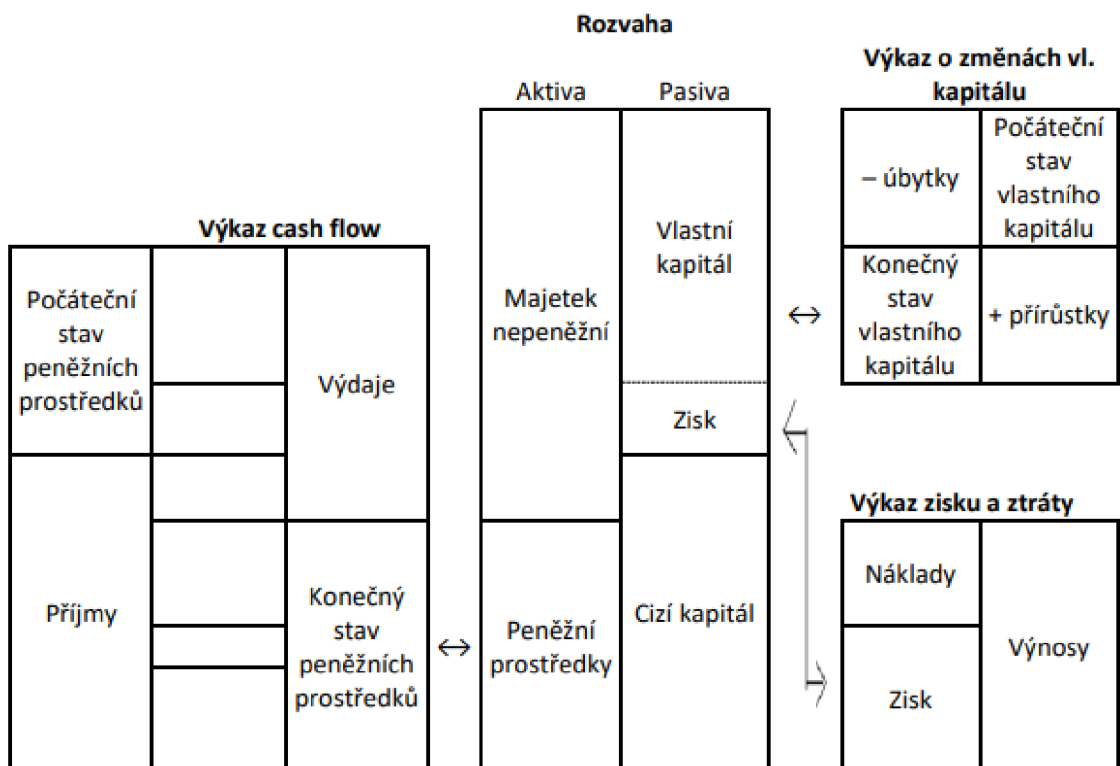 Rozvaha
Výkaz o změnách vl.
kapitálu
Aktiva
Pasiva
– úbytky
Počáteční
stav
vlastního
kapitálu
Výkaz cash flow
Vlastní
kapitál
Konečný
stav
vlastního
kapitálu
+ přírůstky
Počáteční
stav
peněžních
prostředků
Výdaje
Majetek
nepeněžní
↔
Zisk
Výkaz zisku a ztráty
Příjmy
Konečný
stav
peněžních
prostředků
↔
Peněžní
prostředky
Cizí kapitál
Náklady
Výnosy
Zisk